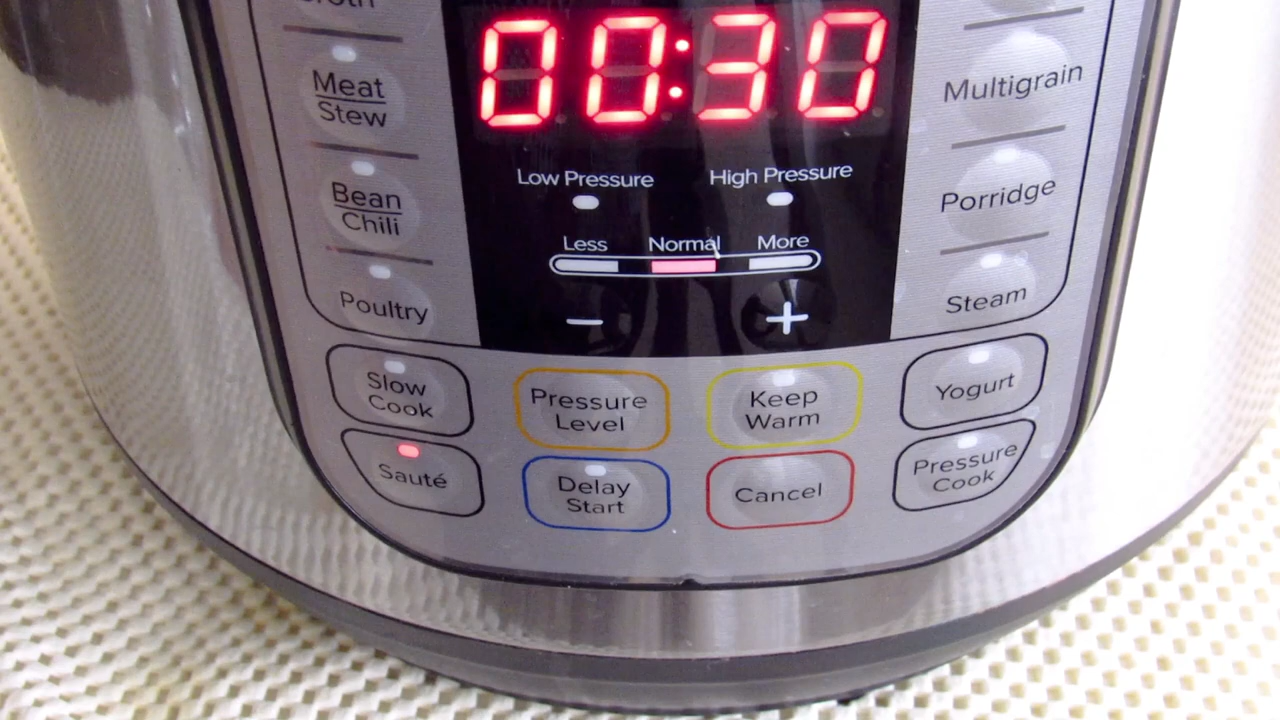 00:30
Meat
Stew
Bean
Chili
Poultry
Low Pressure High Pressure
Less Normal More
− +
Multigrain
Porridge
Steam
Slow
Cook
Pressure
Level
Keep
Warm
Yogurt
Sauté
Delay
Start
Cancel
Pressure
Cook